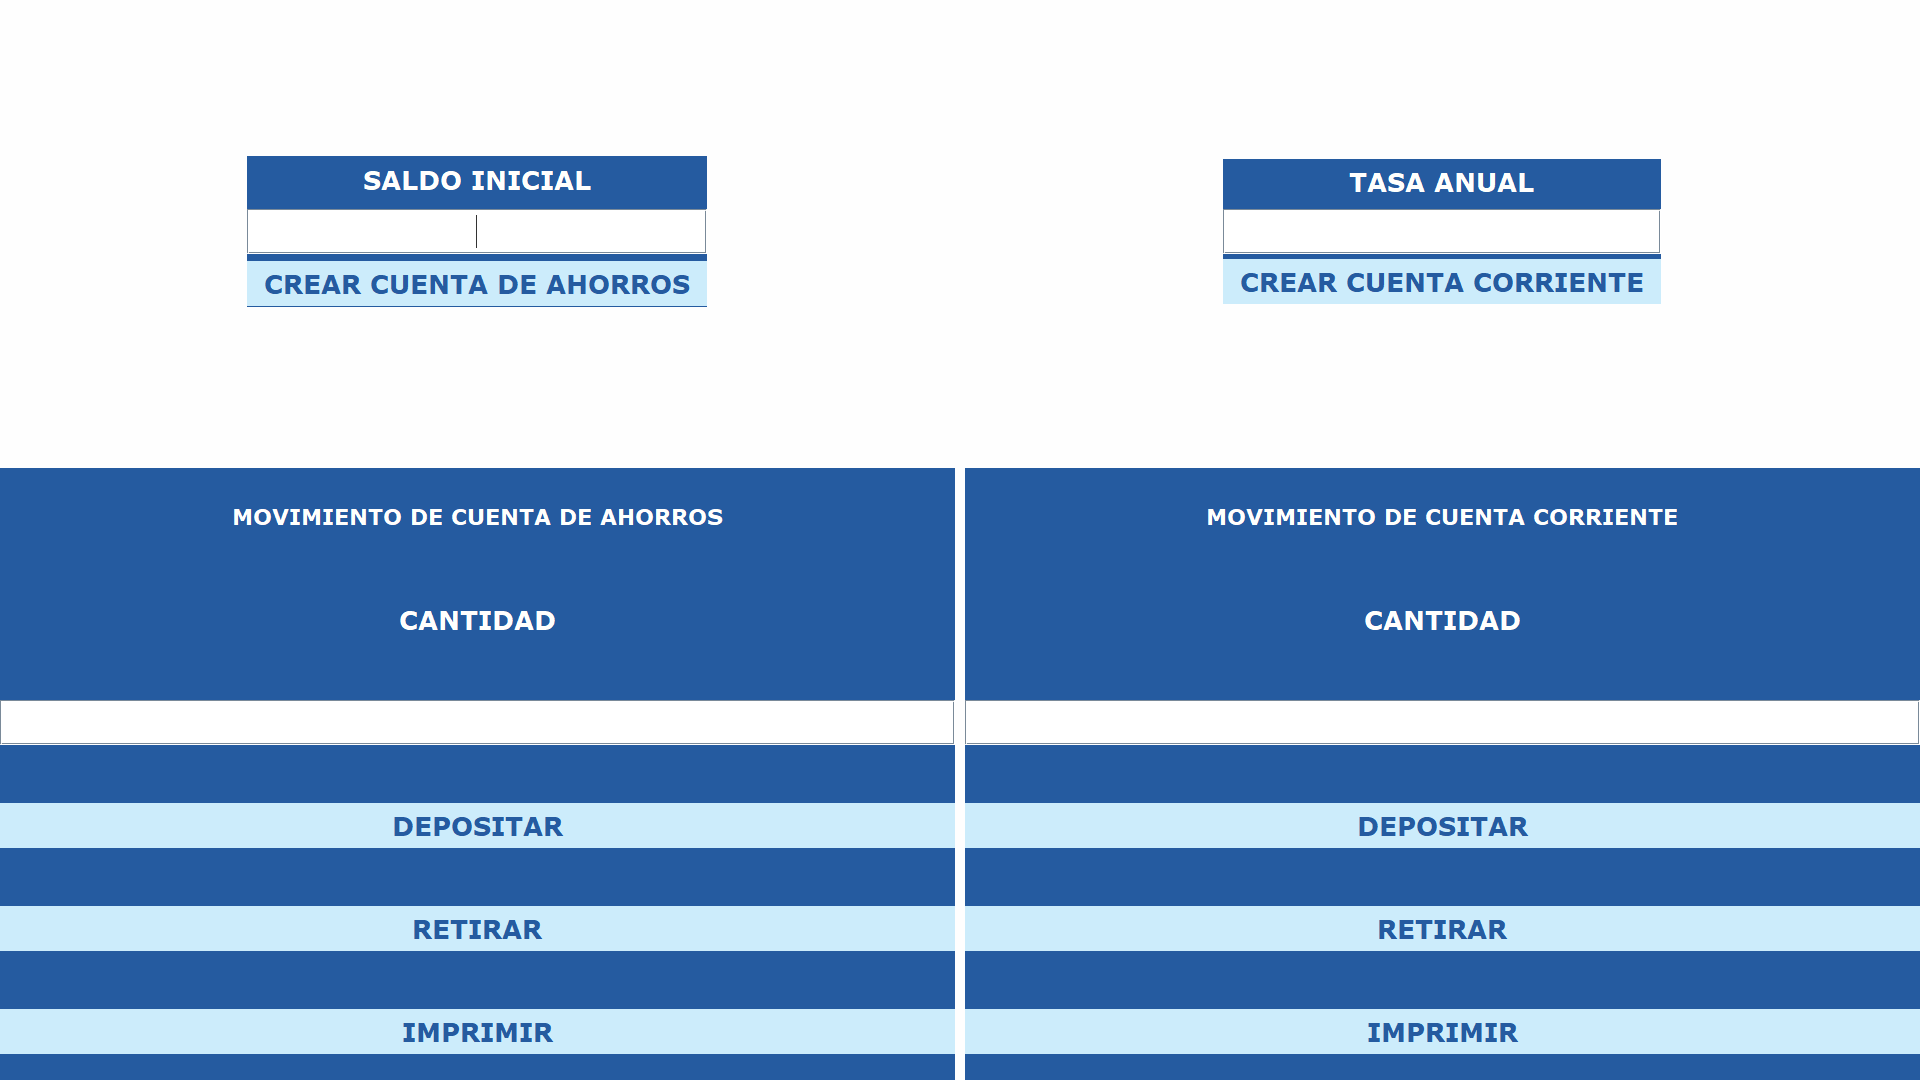 SALDO INICIAL
CREAR CUENTA DE AHORROS
TASA ANUAL
CREAR CUENTA CORRIENTE
MOVIMIENTO DE CUENTA DE AHORROS
CANTIDAD
DEPOSITAR
RETIRAR
IMPRIMIR
MOVIMIENTO DE CUENTA CORRIENTE
CANTIDAD
DEPOSITAR
RETIRAR
IMPRIMIR